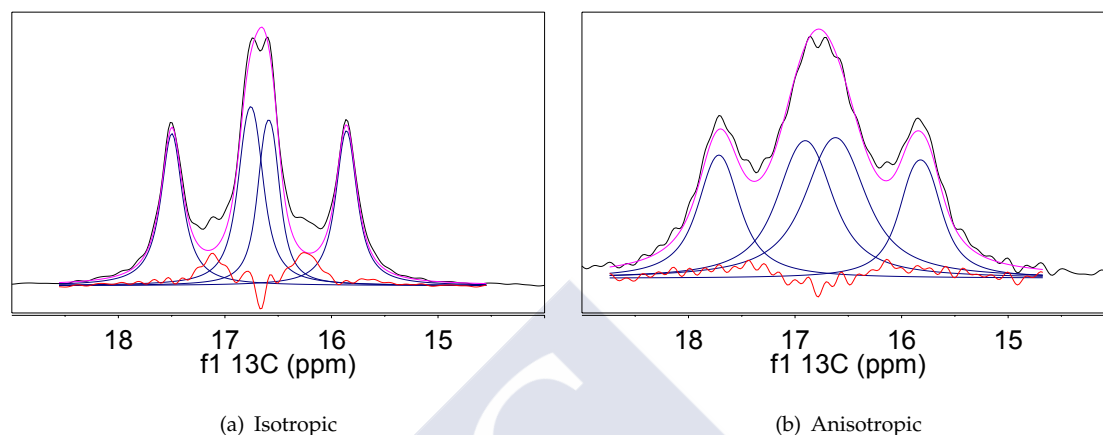 18 17 16 15
f1 13C (ppm)
(a) Isotropic
18 17 16 15
f1 13C (ppm)
(b) Anisotropic